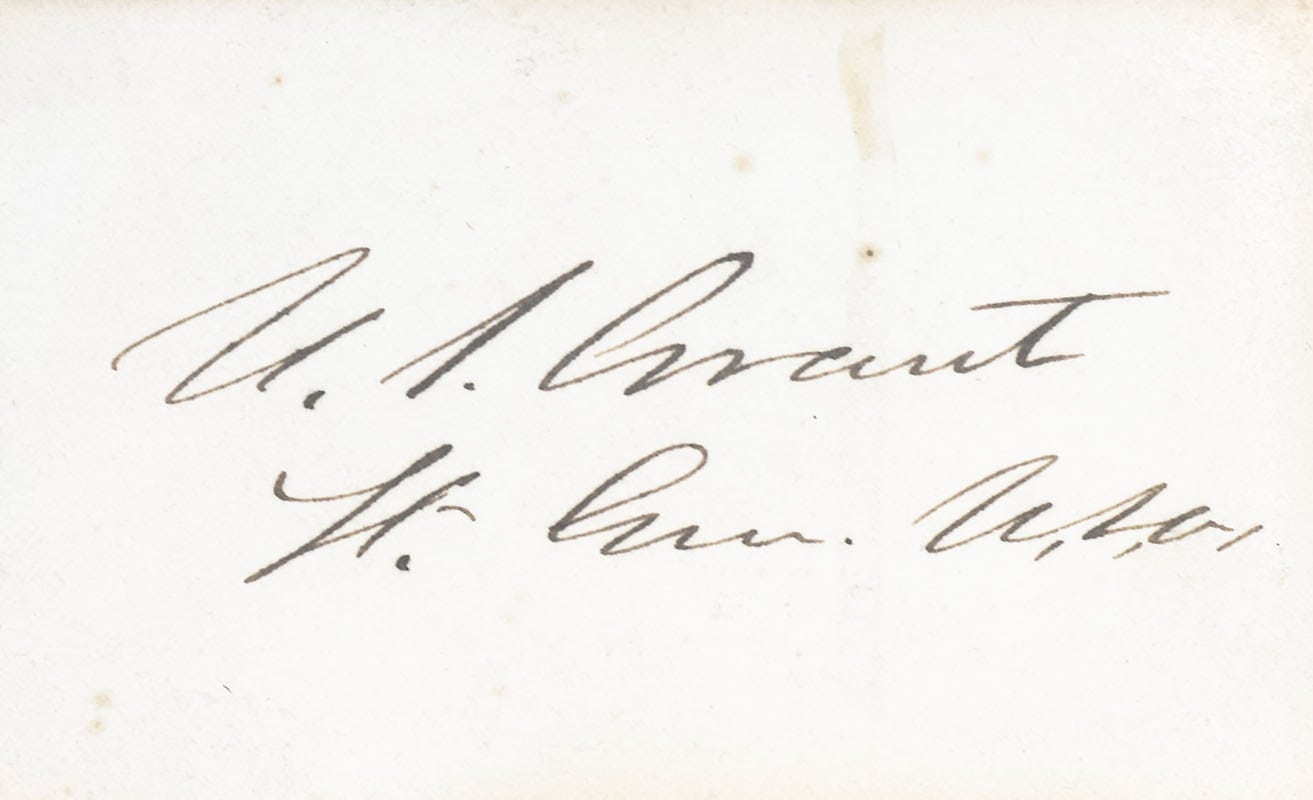 U. S. Grant
Lt. Gen. U.S.A.